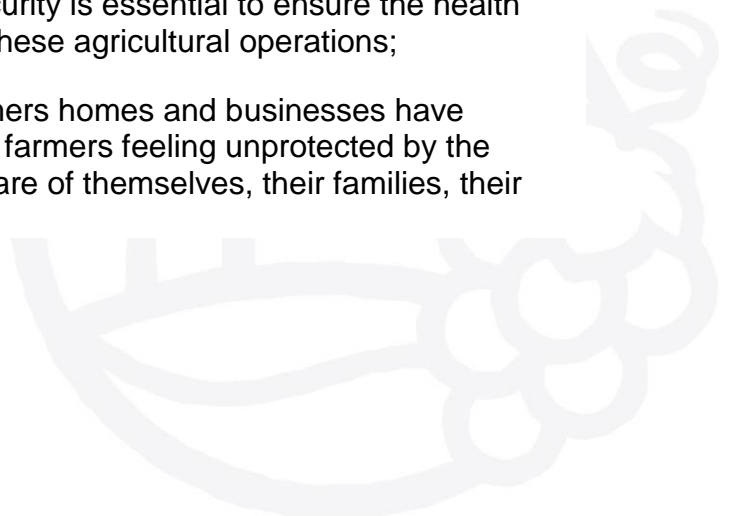 curity is essential to ensure the health
hese agricultural operations;
ners homes and businesses have
farmers feeling unprotected by the
are of themselves, their families, their